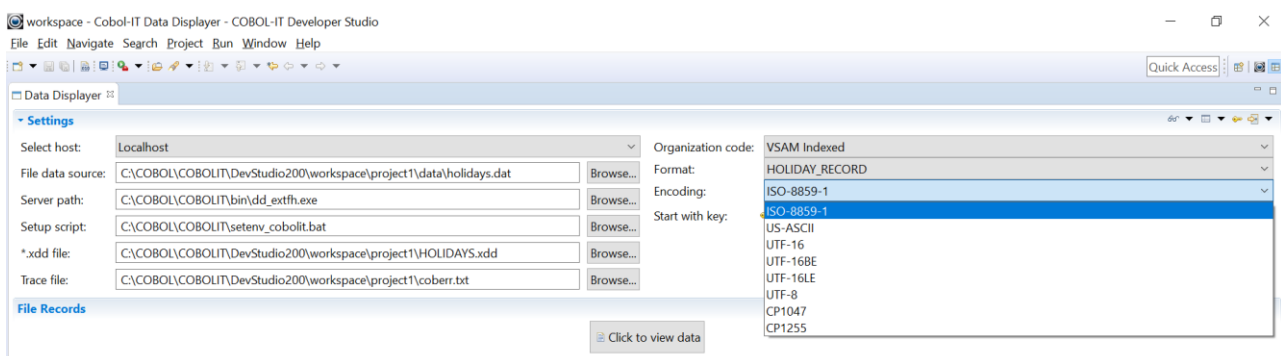 workspace - Cobol-IT Data Displayer - COBOL-IT Developer Studio
File Edit Navigate Search Project Run Window Help
Quick Access
Data Displayer
Settings
Select host: Localhost Organization code: VSAM Indexed
File data source: C:\COBOL\COBOLIT\DevStudio200\workspace\project1\data\holidays.dat Browse... Format: HOLIDAY_RECORD
Server path: C:\COBOL\COBOLIT\bin\dd_extfh.exe Browse... Encoding: ISO-8859-1
Setup script: C:\COBOL\COBOLIT\setenv_cobolit.bat Browse... Start with key: ISO-8859-1
US-ASCII
UTF-16
*.xdd file: C:\COBOL\COBOLIT\DevStudio200\workspace\project1\HOLIDAYS.xdd Browse... UTF-16BE
Trace file: C:\COBOL\COBOLIT\DevStudio200\workspace\project1\coberr.txt Browse... UTF-16LE
UTF-8
File Records CP1047
CP1255
Click to view data